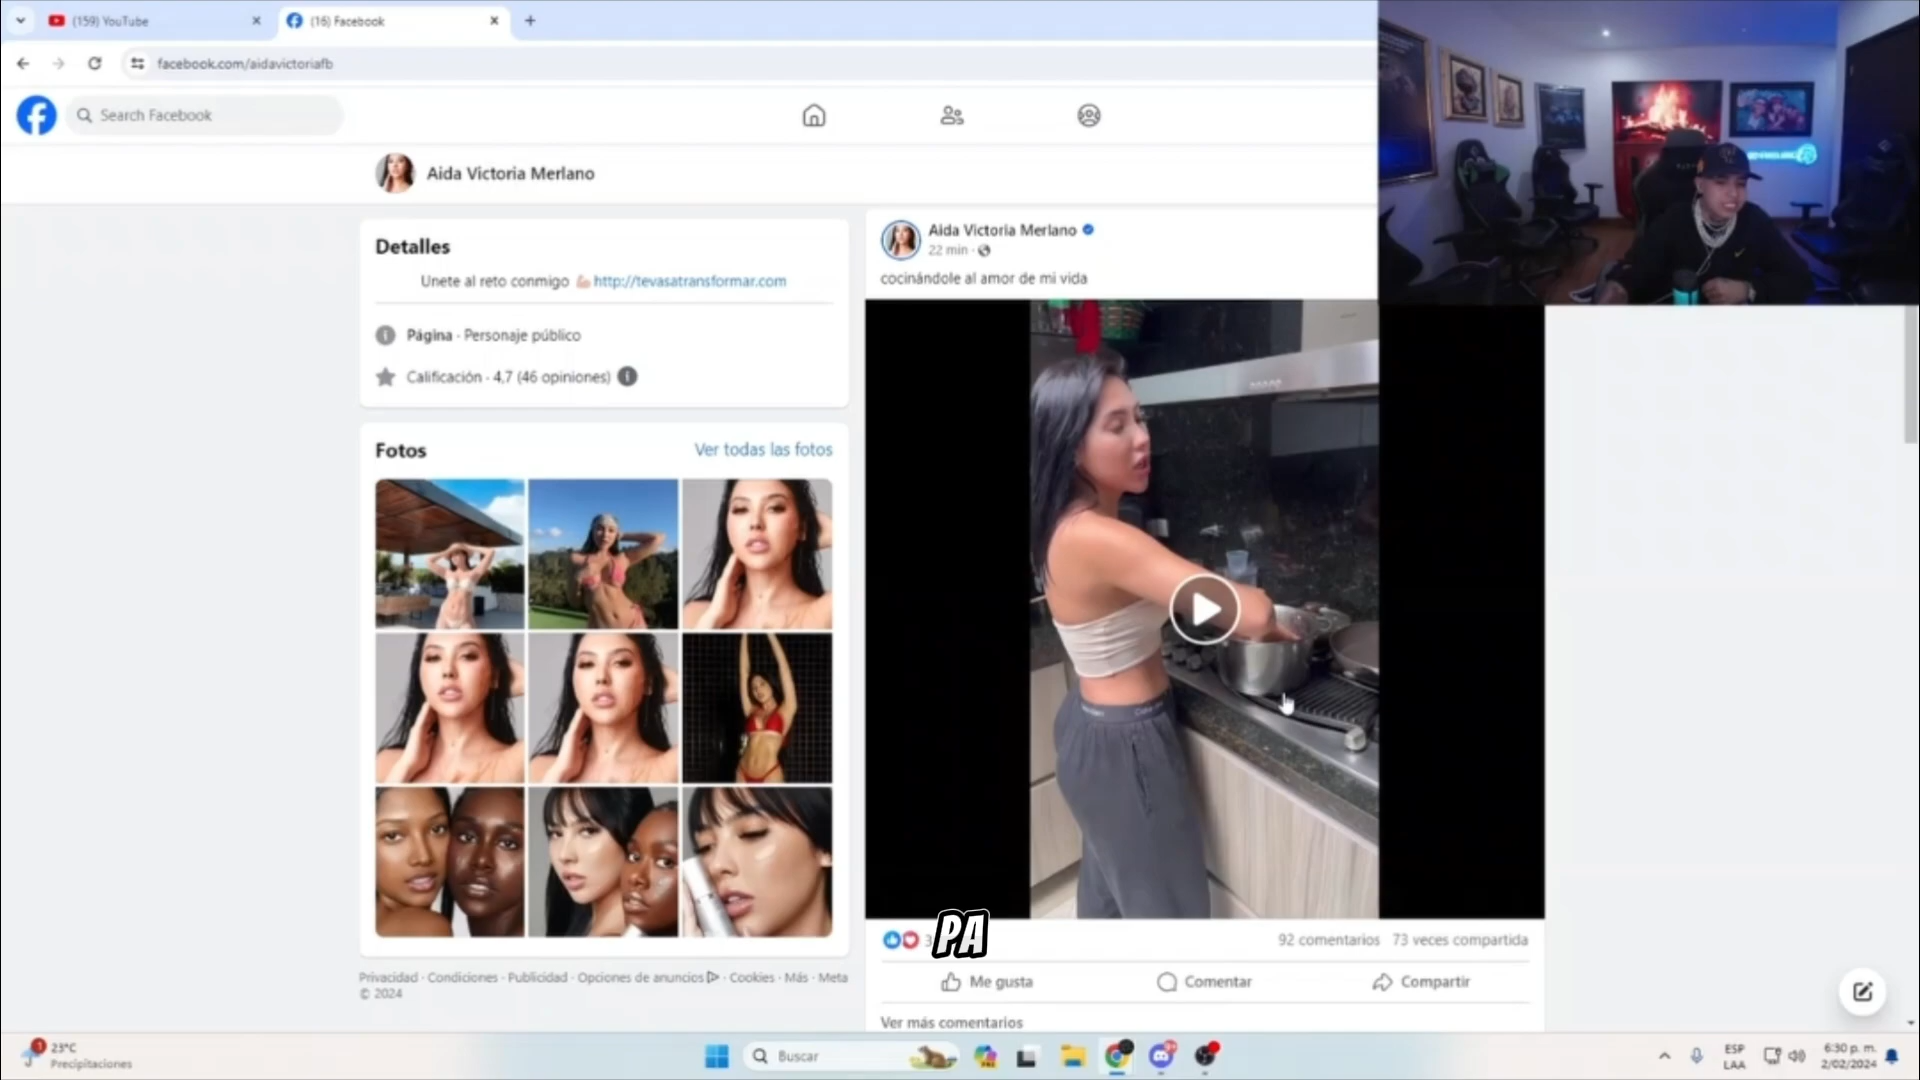 (159) YouTube
(16) Facebook
facebook.com/aidavictoriafb
Search Facebook
Aida Victoria Merlano
Detalles
Unete al reto conmigo 💪🏻 http://tevasatransformar.com
Página · Personaje público
Calificación · 4,7 (46 opiniones)
Fotos
Ver todas las fotos
Privacidad · Condiciones · Publicidad · Opciones de anuncios · Cookies · Más · Meta
© 2024
Aida Victoria Merlano
22 min ·
cocinándole al amor de mi vida
PA
92 comentarios 73 veces compartida
Me gusta
Comentar
Compartir
Ver más comentarios
23°C
Precipitaciones
Buscar
ESP
LAA
6:30 p. m.
2/02/2024